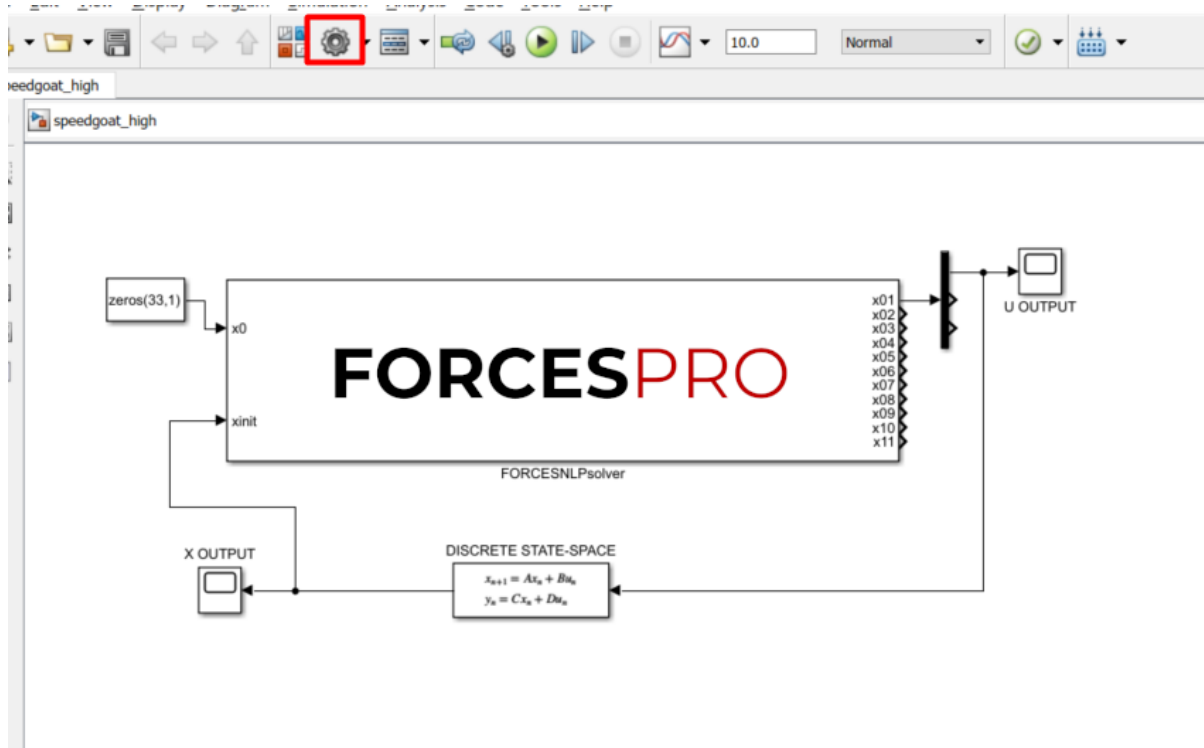 10.0
Normal
peedgoat_high
speedgoat_high
zeros(33,1)
x0
xinit
FORCESPRO
x01
x02
x03
x04
x05
x06
x07
x08
x09
x10
x11
U OUTPUT
FORCESNLPsolver
X OUTPUT
DISCRETE STATE-SPACE
xₙ₊₁ = Axₙ + Buₙ
yₙ = Cxₙ + Duₙ